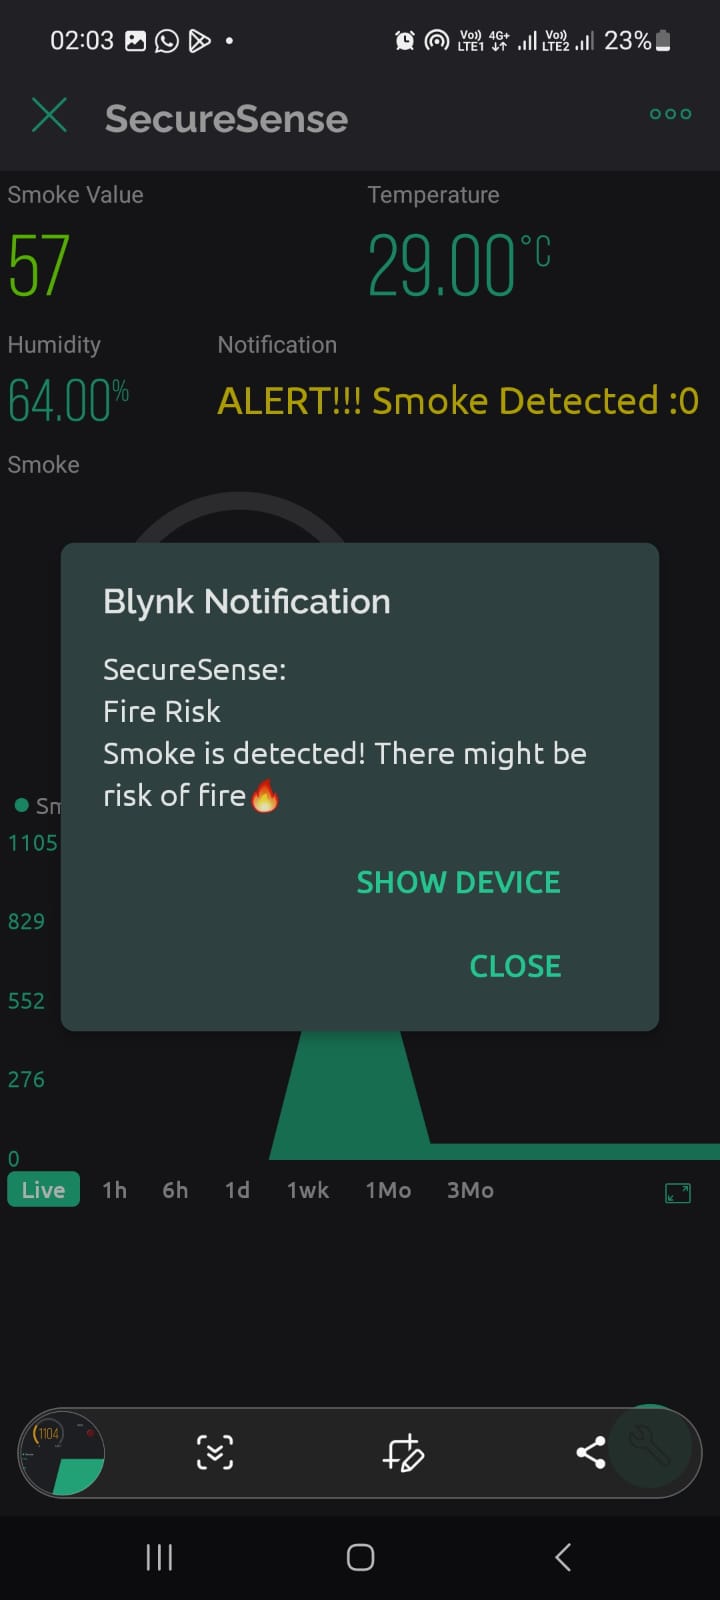 02:03
Vo)) LTE1 4G+ Vo)) LTE2 23%
SecureSense
Smoke Value Temperature
57 29.00°C
Humidity Notification
64.00% ALERT!!! Smoke Detected :0
Smoke
Blynk Notification
SecureSense:
Fire Risk
Smoke is detected! There might be
risk of fire🔥
SHOW DEVICE
CLOSE
1105
829
552
276
0
Live 1h 6h 1d 1wk 1Mo 3Mo
1104